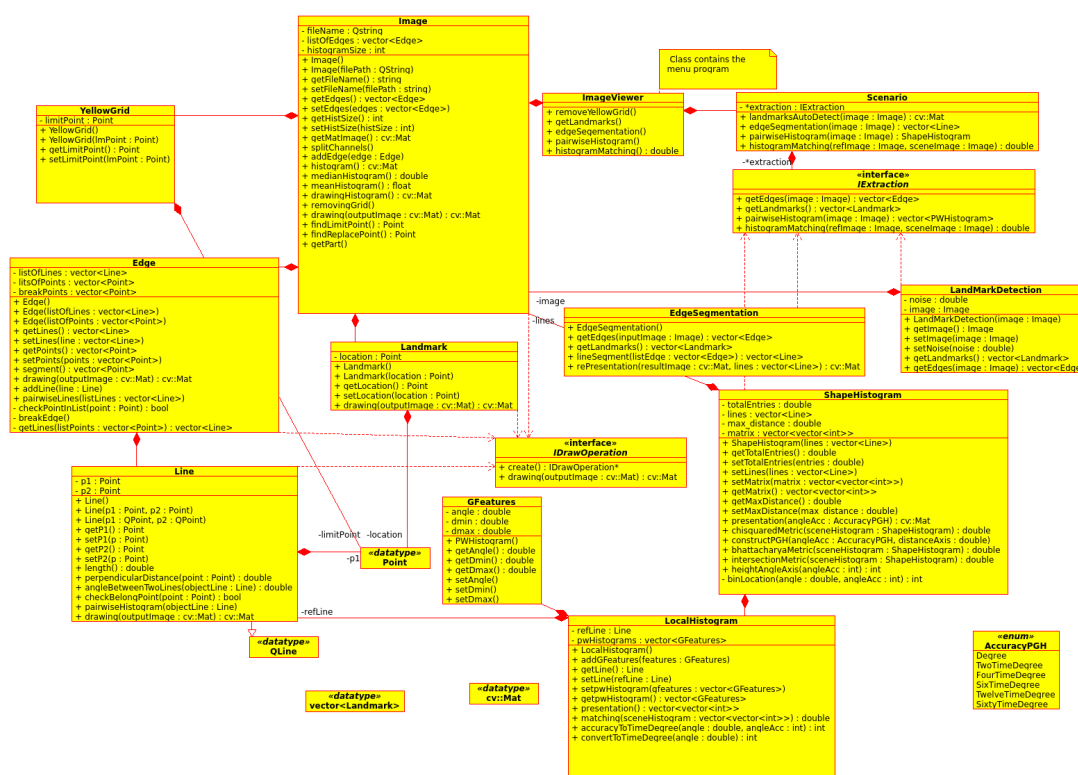 Image
- fileName : Qstring
- listOfEdges : vector<Edge>
- histogramSize : int
+ Image()
+ Image(filePath : QString)
+ getFileName() : string
+ setFileName(filePath : string)
+ getEdges() : vector<Edge>
+ setEdges(edges : vector<Edge>)
+ getHistSize() : int
+ setHistSize(histSize : int)
+ getMatImage() : cv::Mat
+ splitChannels()
+ addEdge(edge : Edge)
+ histogram() : cv::Mat
+ medianHistogram() : double
+ meanHistogram() : float
+ drawingHistogram() : cv::Mat
+ removingGrid()
+ drawing(outputImage : cv::Mat) : cv::Mat
+ findLimitPoint() : Point
+ findReplacePoint() : Point
+ getPart()
Class contains the
menu program
ImageViewer
+ removeYellowGrid()
+ getLandmarks()
+ edgeSegementation()
+ pairwiseHistogram()
+ histogramMatching() : double
Scenario
- *extraction : IExtraction
+ landmarksAutoDetect(image : Image) : cv::Mat
+ edgeSegmentation(image : Image) : vector<Line>
+ pairwiseHistogram(image : Image) : ShapeHistogram
+ histogramMatching(refImage : Image, sceneImage : Image) : double
-*extraction
YellowGrid
- limitPoint : Point
+ YellowGrid()
+ YellowGrid(lmPoint : Point)
+ getLimitPoint() : Point
+ setLimitPoint(lmPoint : Point)
«interface»
IExtraction
+ getEdges(image : Image) : vector<Edge>
+ getLandmarks() : vector<Landmark>
+ pairwiseHistogram(image : Image) : vector<PWHistogram>
+ histogramMatching(refImage : Image, sceneImage : Image) : double
Edge
- listOfLines : vector<Line>
- litsOfPoints : vector<Point>
- breakPoints : vector<Point>
+ Edge()
+ Edge(listOfLines : vector<Line>)
+ Edge(listOfPoints : vector<Point>)
+ getLines() : vector<Line>
+ setLines(line : vector<Line>)
+ getPoints() : vector<Point>
+ setPoints(points : vector<Point>)
+ segment() : vector<Point>
+ drawing(outputImage : cv::Mat) : cv::Mat
+ addLine(line : Line)
+ pairwiseLines(listLines : vector<Line>)
- checkPointInList(point : Point) : bool
- breakEdge()
- getLines(listPoints : vector<Point>) : vector<Line>
-image
-lines
LandMarkDetection
- noise : double
- image : Image
+ LandMarkDetection(image : Image)
+ getImage() : Image
+ setImage(image : Image)
+ setNoise(noise : double)
+ getLandmarks() : vector<Landmark>
+ getEdges(image : Image) : vector<Edge
EdgeSegmentation
+ EdgeSegmentation()
+ getEdges(inputImage : Image) : vector<Edge>
+ getLandmarks() : vector<Landmark>
+ lineSegment(listEdge : vector<Edge>) : vector<Line>
+ rePresentation(resultImage : cv::Mat, lines : vector<Line>) : cv::Mat
Landmark
- location : Point
+ Landmark()
+ Landmark(location : Point)
+ getLocation() : Point
+ setLocation(location : Point)
+ drawing(outputImage : cv::Mat) : cv::Mat
ShapeHistogram
- totalEntries : double
- lines : vector<Line>
- max_distance : double
- matrix : vector<vector<int>>
+ ShapeHistogram(lines : vector<Line>)
+ getTotalEntries() : double
+ setTotalEntries(entries : double)
+ setLines(lines : vector<Line>)
+ setMatrix(matrix : vector<vector<int>>)
+ getMatrix() : vector<vector<int>>
+ getMaxDistance() : double
+ setMaxDistance(max_distance : double)
+ presentation(angleAcc : AccuracyPGH) : cv::Mat
+ chisquaredMetric(sceneHistogram : ShapeHistogram) : double
+ constructPGH(angleAcc : AccuracyPGH, distanceAxis : double)
+ bhattacharyaMetric(sceneHistogram : ShapeHistogram) : double
+ intersectionMetric(sceneHistogram : ShapeHistogram) : double
+ heightAngleAxis(angleAcc : int) : int
- binLocation(angle : double, angleAcc : int) : int
«interface»
IDrawOperation
+ create() : IDrawOperation*
+ drawing(outputImage : cv::Mat) : cv::Mat
Line
- p1 : Point
- p2 : Point
+ Line()
+ Line(p1 : Point, p2 : Point)
+ Line(p1 : QPoint, p2 : QPoint)
+ getP1() : Point
+ setP1(p : Point)
+ getP2() : Point
+ setP2(p : Point)
+ length() : double
+ perpendicularDistance(point : Point) : double
+ angleBetweenTwoLines(objectLine : Line) : double
+ checkBelongPoint(point : Point) : bool
+ pairwiseHistogram(objectLine : Line)
+ drawing(outputImage : cv::Mat) : cv::Mat
GFeatures
- angle : double
- dmin : double
- dmax : double
+ PWHistogram()
+ getAngle() : double
+ getDmin() : double
+ getDmax() : double
+ setAngle()
+ setDmin()
+ setDmax()
-limitPoint
-location
-p1
«datatype»
Point
-refLine
LocalHistogram
- refLine : Line
- pwHistograms : vector<GFeatures>
+ LocalHistogram()
+ addGFeatures(features : GFeatures)
+ getLine() : Line
+ setLine(refLine : Line)
+ setpwHistogram(gfeatures : vector<GFeatures>)
+ getpwHistogram() : vector<GFeatures>
+ presentation() : vector<vector<int>>
+ matching(sceneHistogram : vector<vector<int>>) : double
+ accuracyToTimeDegree(angle : double, angleAcc : int) : int
+ convertToTimeDegree(angle : double) : int
«datatype»
QLine
«datatype»
vector<Landmark>
«datatype»
cv::Mat
«enum»
AccuracyPGH
Degree
TwoTimeDegree
FourTimeDegree
SixTimeDegree
TwelveTimeDegree
SixtyTimeDegree